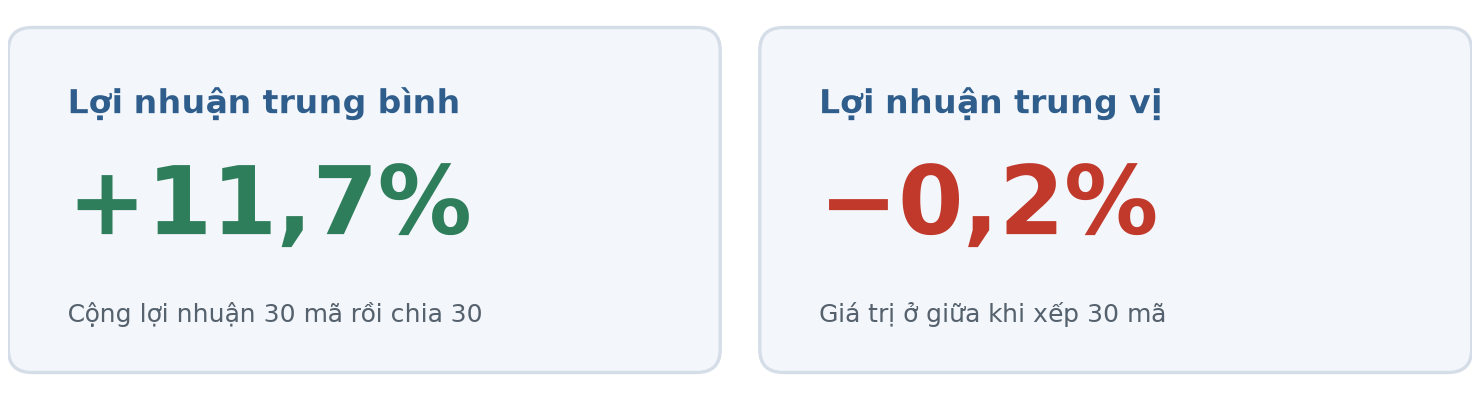 Lợi nhuận trung bình
+11,7%
Cộng lợi nhuận 30 mã rồi chia 30
Lợi nhuận trung vị
−0,2%
Giá trị ở giữa khi xếp 30 mã